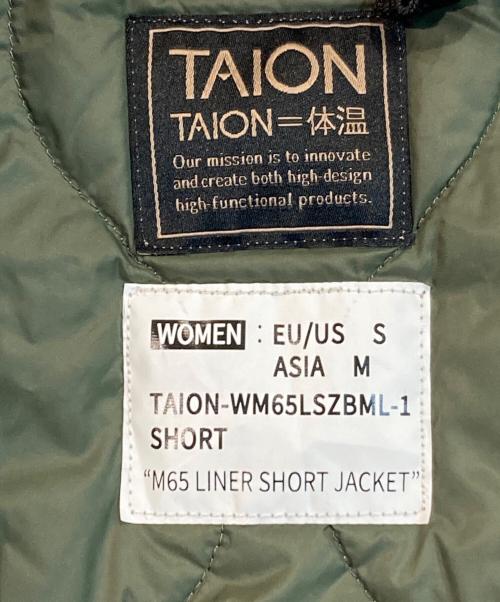 TAION
TAION=体温
Our mission is to innovate
and create both high-design
high-functional products.
WOMEN : EU/US S
ASIA M
TAION-WM65LSZBML-1
SHORT
“M65 LINER SHORT JACKET”